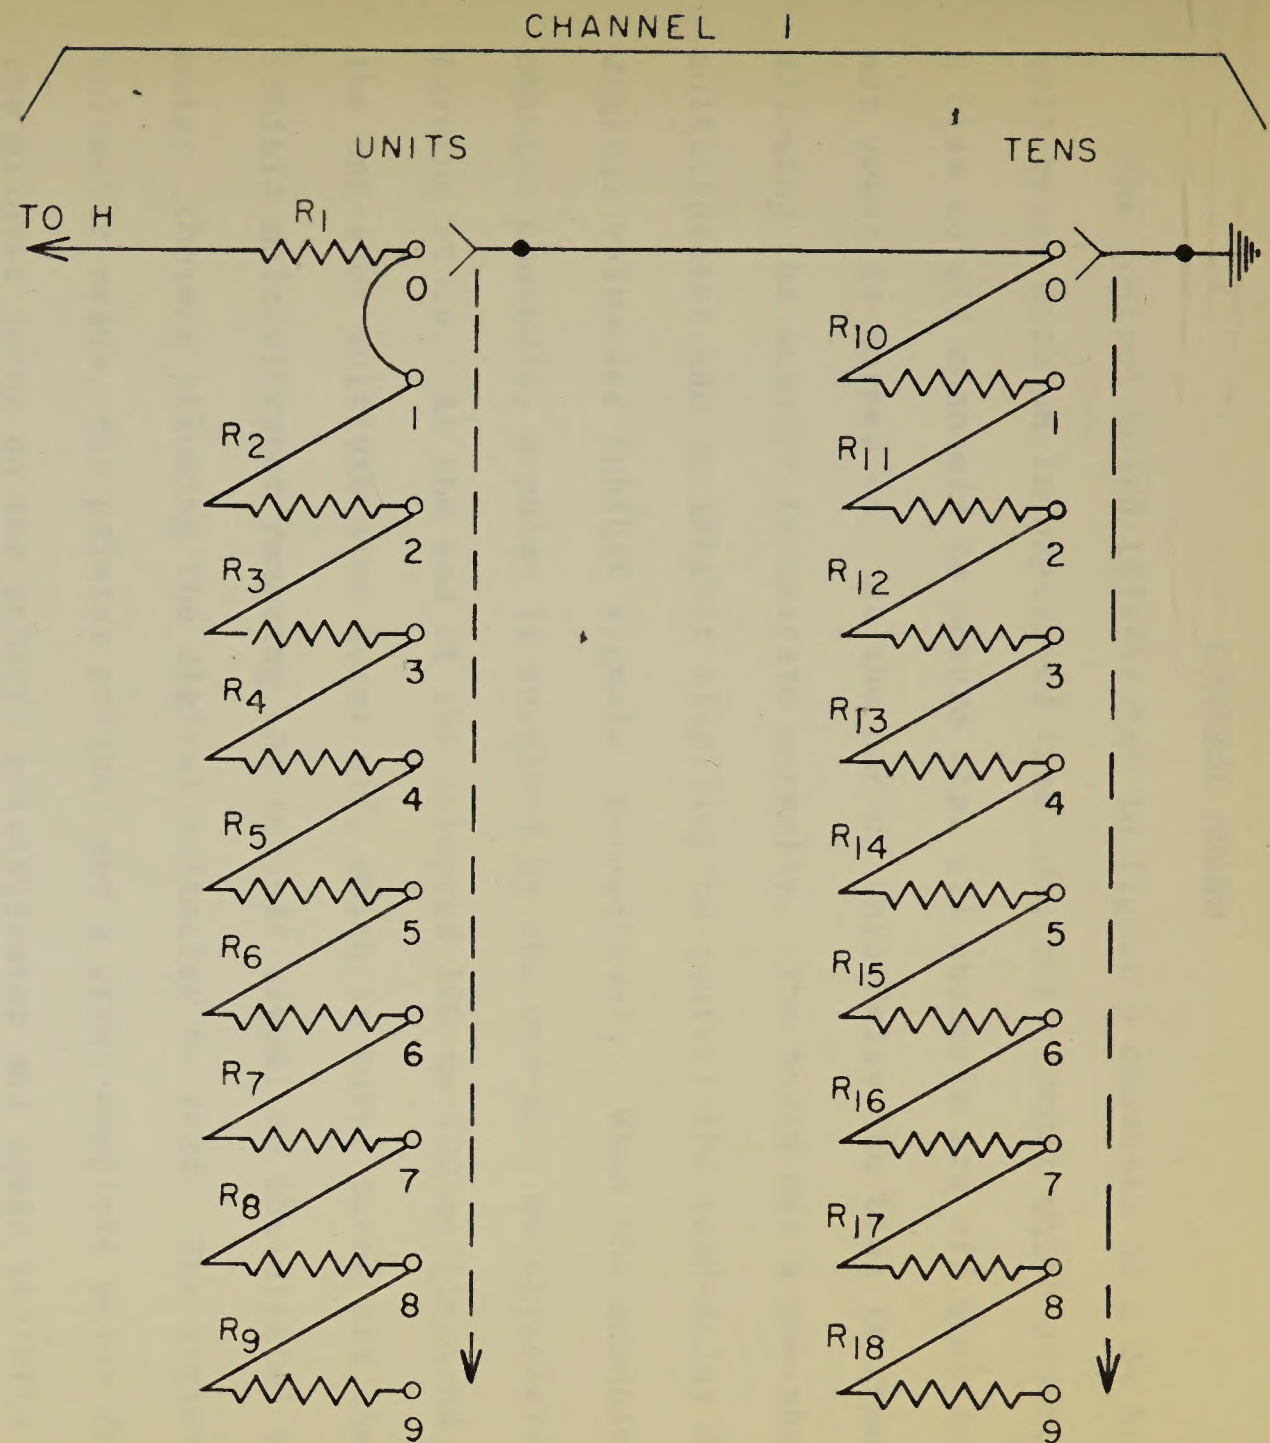 CHANNEL 1
UNITS TENS
TO H R1
0 0
R10
1 1
R2 R11
2 2
R3 R12
3 3
R4 R13
4 4
R5 R14
5 5
R6 R15
6 6
R7 R16
7 7
R8 R17
8 8
R9 R18
9 9